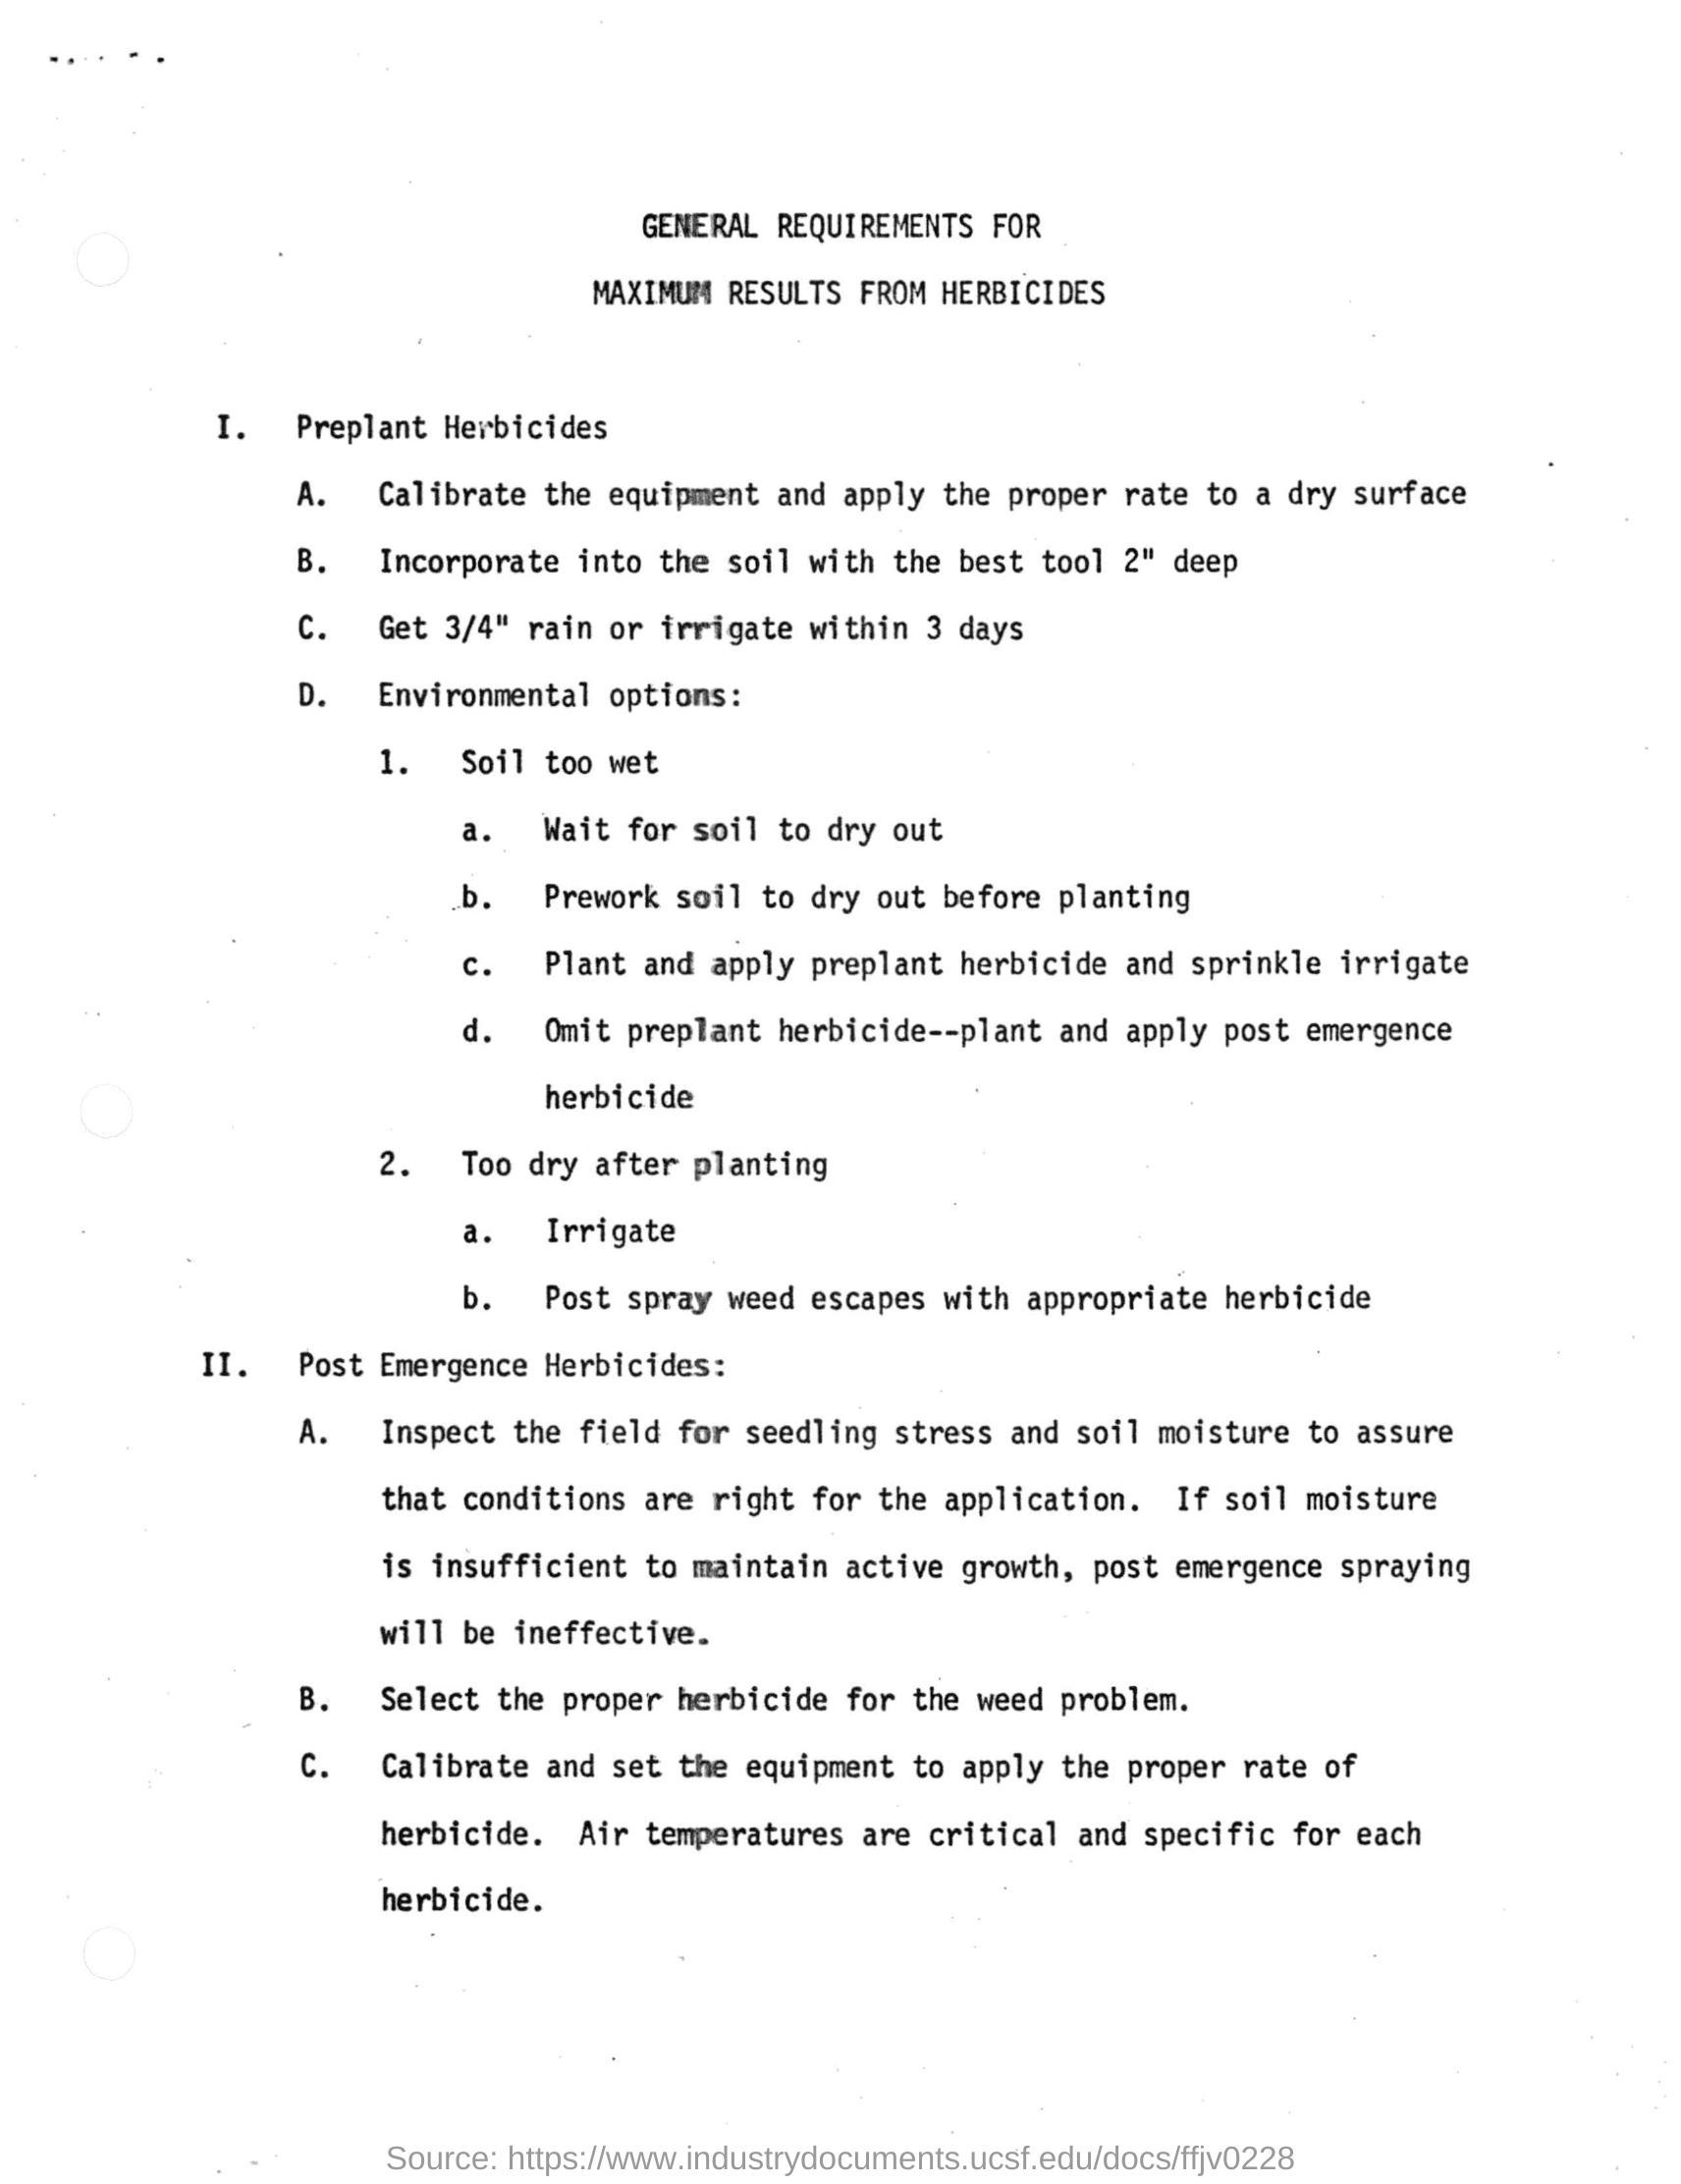 GENERAL REQUIREMENTS FOR
MAXIMUM RESULTS FROM HERBICIDES
I. Preplant Herbicides
A. Calibrate the equipment and apply the proper rate to a dry surface
B. Incorporate into the soil with the best tool 2" deep
C. Get 3/4" rain or irrigate within 3 days
D. Environmental options:
1. Soil too wet
a. Wait for soil to dry out
b. Prework soil to dry out before planting
c. Plant and apply preplant herbicide and sprinkle irrigate
d. Omit preplant herbicide--plant and apply post emergence
herbicide
2. Too dry after planting
a. Irrigate
b. Post spray weed escapes with appropriate herbicide
II. Post Emergence Herbicides:
A. Inspect the field for seedling stress and soil moisture to assure
that conditions are right for the application. If soil moisture
is insufficient to maintain active growth, post emergence spraying
will be ineffective.
B. Select the proper herbicide for the weed problem.
C. Calibrate and set the equipment to apply the proper rate of
herbicide. Air temperatures are critical and specific for each
herbicide.
Source: https://www.industrydocuments.ucsf.edu/docs/ffjv0228